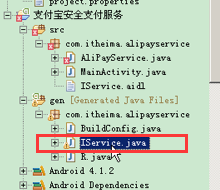 project.properties
支付宝安全支付服务
src
com.itheima.alipayservice
AliPayService.java
MainActivity.java
IService.aidl
gen [Generated Java Files]
com.itheima.alipayservice
BuildConfig.java
IService.java
R.java
Android 4.1.2
Android Dependencies